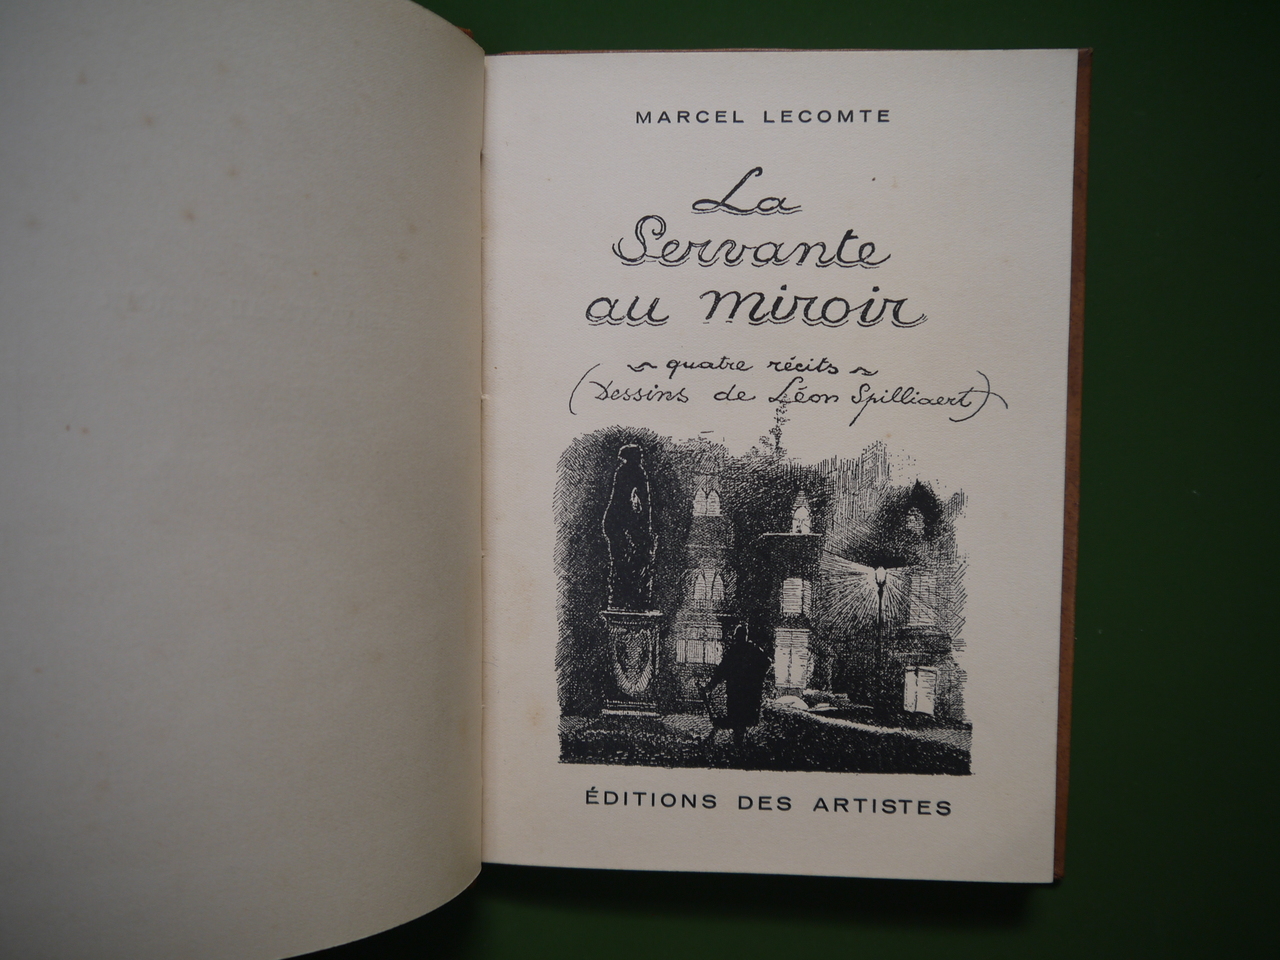 MARCEL LECOMTE
La
Servante
au miroir
~ quatre récits ~
(Dessins de Léon Spilliaert)
ÉDITIONS DES ARTISTES